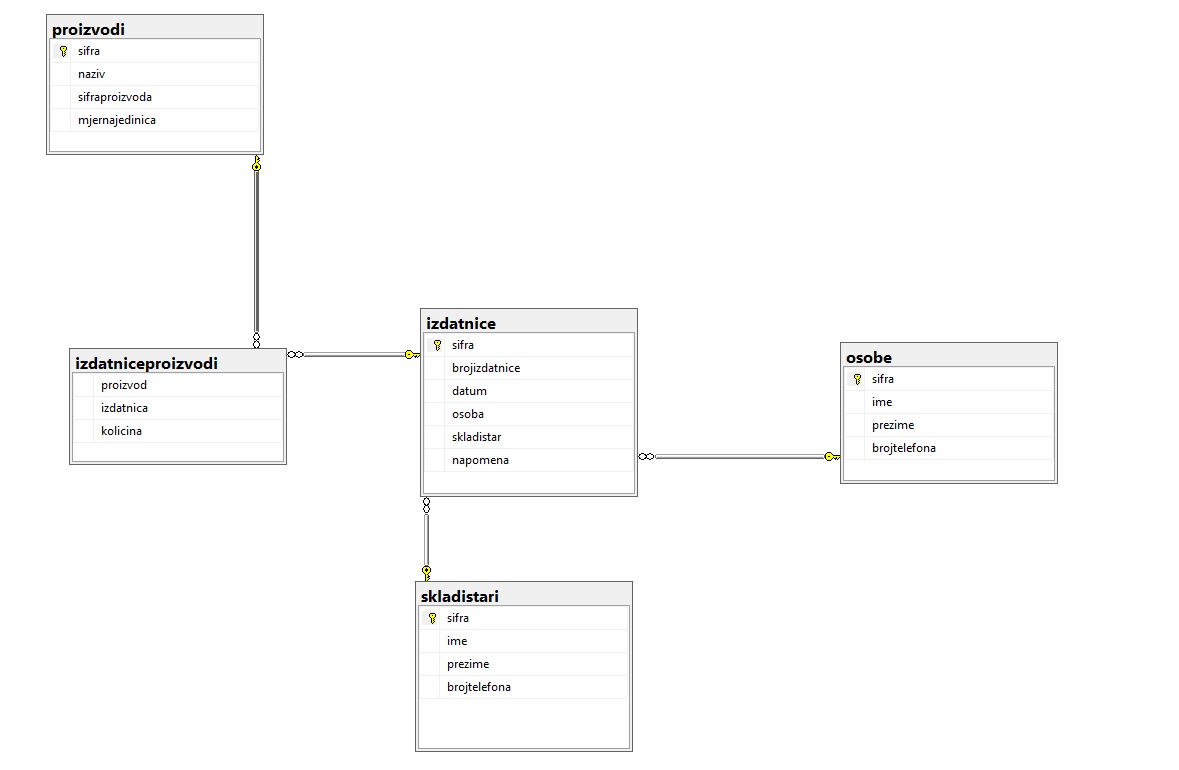 proizvodi
sifra
naziv
sifraproizvoda
mjernajedinica
izdatniceproizvodi
proizvod
izdatnica
kolicina
izdatnice
sifra
brojizdatnice
datum
osoba
skladistar
napomena
osobe
sifra
ime
prezime
brojtelefona
skladistari
sifra
ime
prezime
brojtelefona